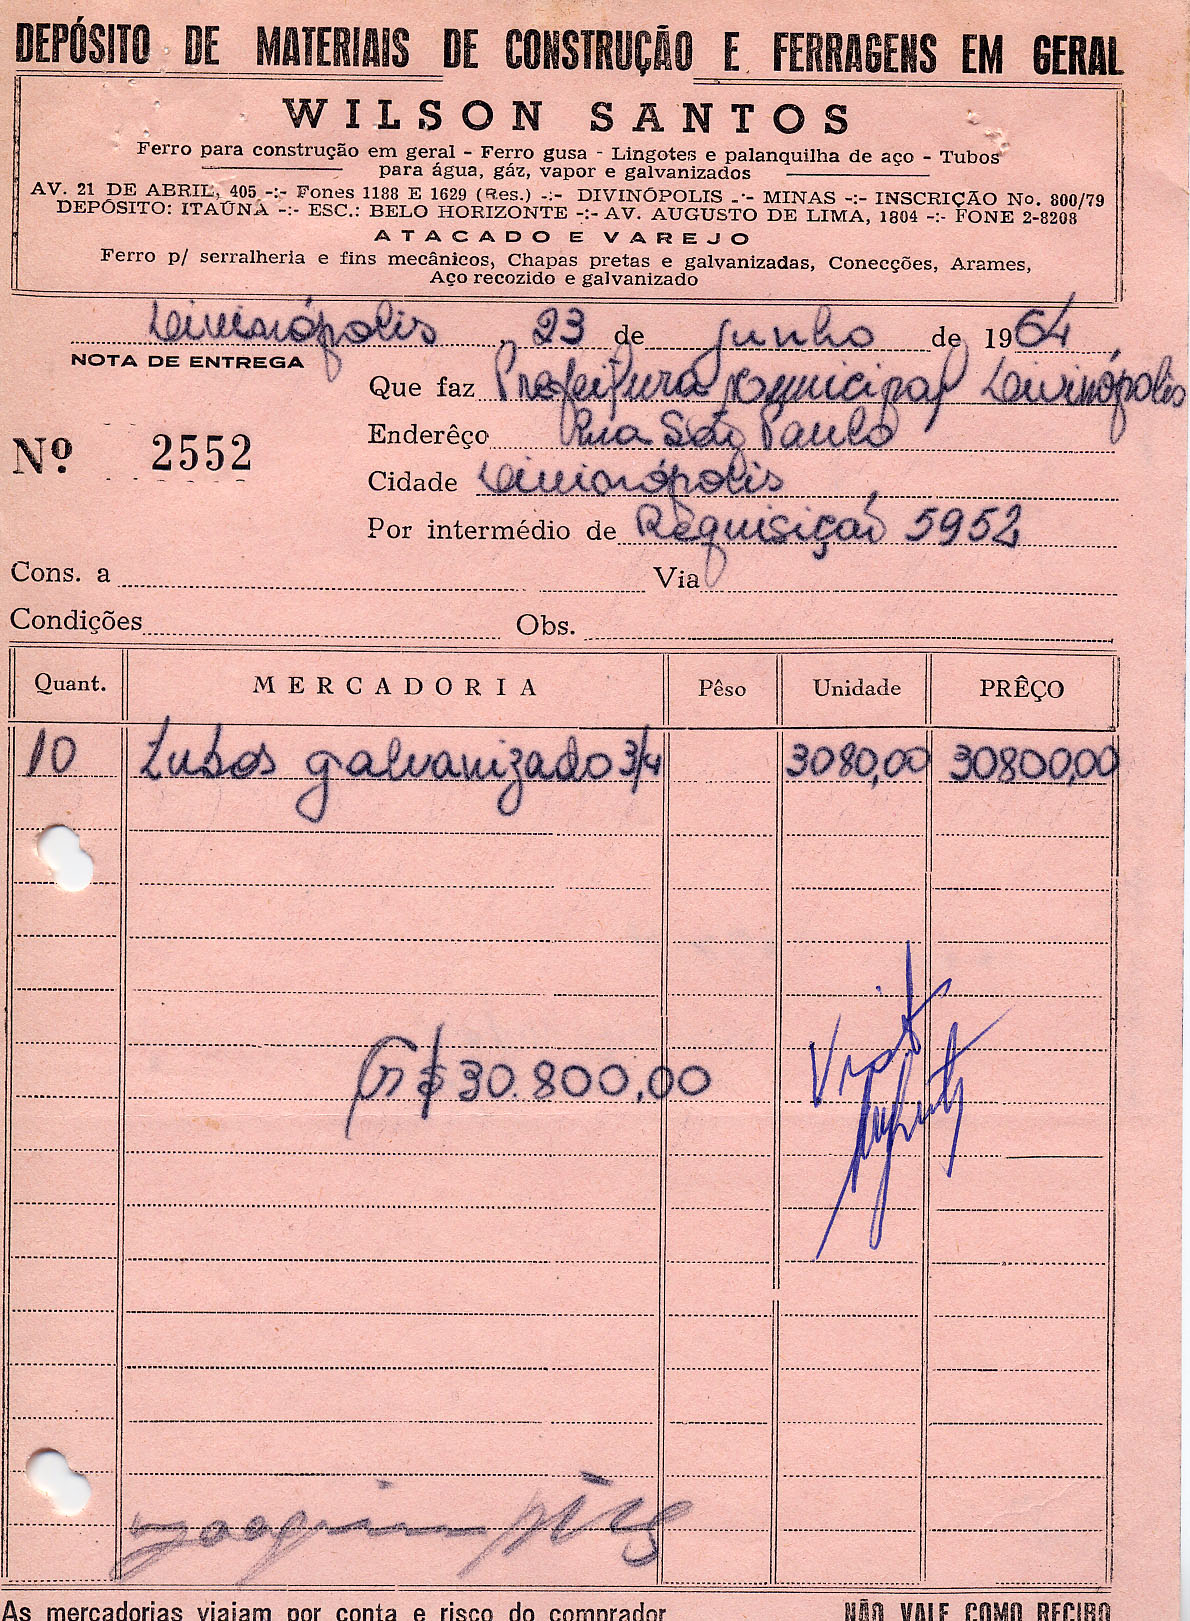 DEPÓSITO DE MATERIAIS DE CONSTRUÇÃO E FERRAGENS EM GERAL
WILSON SANTOS
Ferro para construção em geral - Ferro gusa - Lingotes e palanquilha de aço - Tubos
para água, gáz, vapor e galvanizados
AV. 21 DE ABRIL, 405 -:- Fones 1188 E 1629 (Res.) -:- DIVINÓPOLIS -:- MINAS -:- INSCRIÇÃO No. 800/79
DEPÓSITO: ITAÚNA -:- ESC.: BELO HORIZONTE -:- AV. AUGUSTO DE LIMA, 1804 -:- FONE 2-8208
ATACADO E VAREJO
Ferro p/ serralheria e fins mecânicos, Chapas pretas e galvanizadas, Conecções, Arames,
Aço recozido e galvanizado
Divinópolis, 23 de junho de 1964
NOTA DE ENTREGA
Que faz Prefeitura Municipal Divinópolis
Enderêço Rua São Paulo
Nº 2552
Cidade Divinópolis
Por intermédio de Requisição 5952
Cons. a Via
Condições Obs.
Quant. MERCADORIA Pêso Unidade PRÊÇO
10 Tubos galvanizado 3/4 3080,00 30800,00
Cr$ 30.800,00
Visto
Joaquim
As mercadorias viajam por conta e risco do comprador NÃO VALE COMO RECIBO